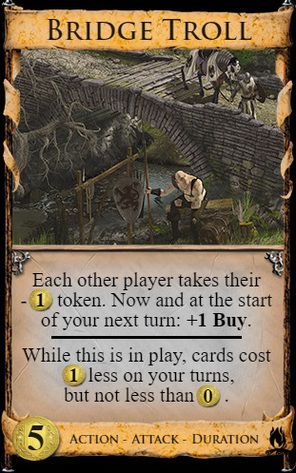 BRIDGE TROLL
Each other player takes their
-1 token. Now and at the start
of your next turn: +1 Buy.
While this is in play, cards cost
1 less on your turns,
but not less than 0 .
5 ACTION - ATTACK - DURATION